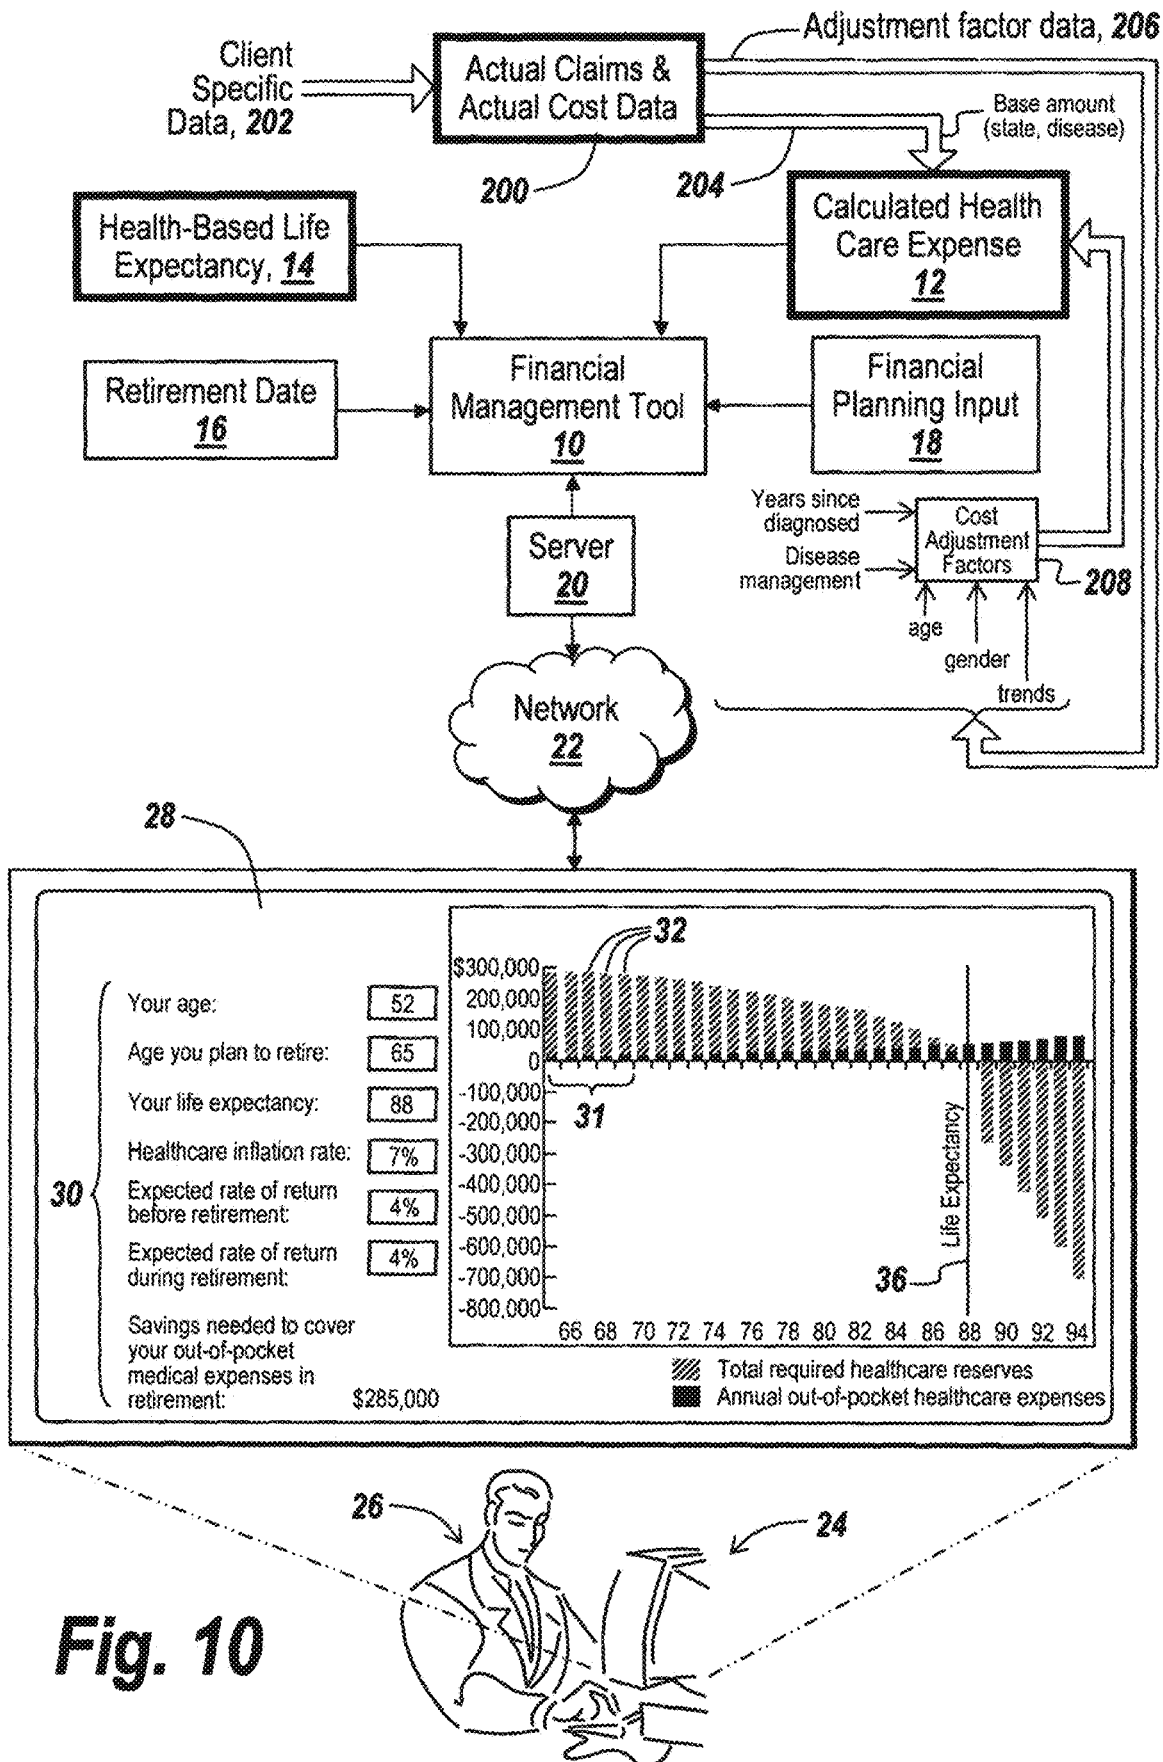 Client
Specific
Data, 202
Actual Claims &
Actual Cost Data
200
Adjustment factor data, 206
Base amount
(state, disease)
204
Health-Based Life
Expectancy, 14
Calculated Health
Care Expense
12
Retirement Date
16
Financial
Management Tool
10
Financial
Planning Input
18
Years since
diagnosed
Disease
management
Cost
Adjustment
Factors
208
age
gender
trends
Server
20
Network
22
28
30
Your age:
52
Age you plan to retire:
65
Your life expectancy:
88
Healthcare inflation rate:
7%
Expected rate of return
before retirement:
4%
Expected rate of return
during retirement:
4%
Savings needed to cover
your out-of-pocket
medical expenses in
retirement:
$285,000
32
$300,000
200,000
100,000
0
-100,000
-200,000
-300,000
-400,000
-500,000
-600,000
-700,000
-800,000
31
Life Expectancy
36
66 68 70 72 74 76 78 80 82 84 86 88 90 92 94
Total required healthcare reserves
Annual out-of-pocket healthcare expenses
26
24
Fig. 10